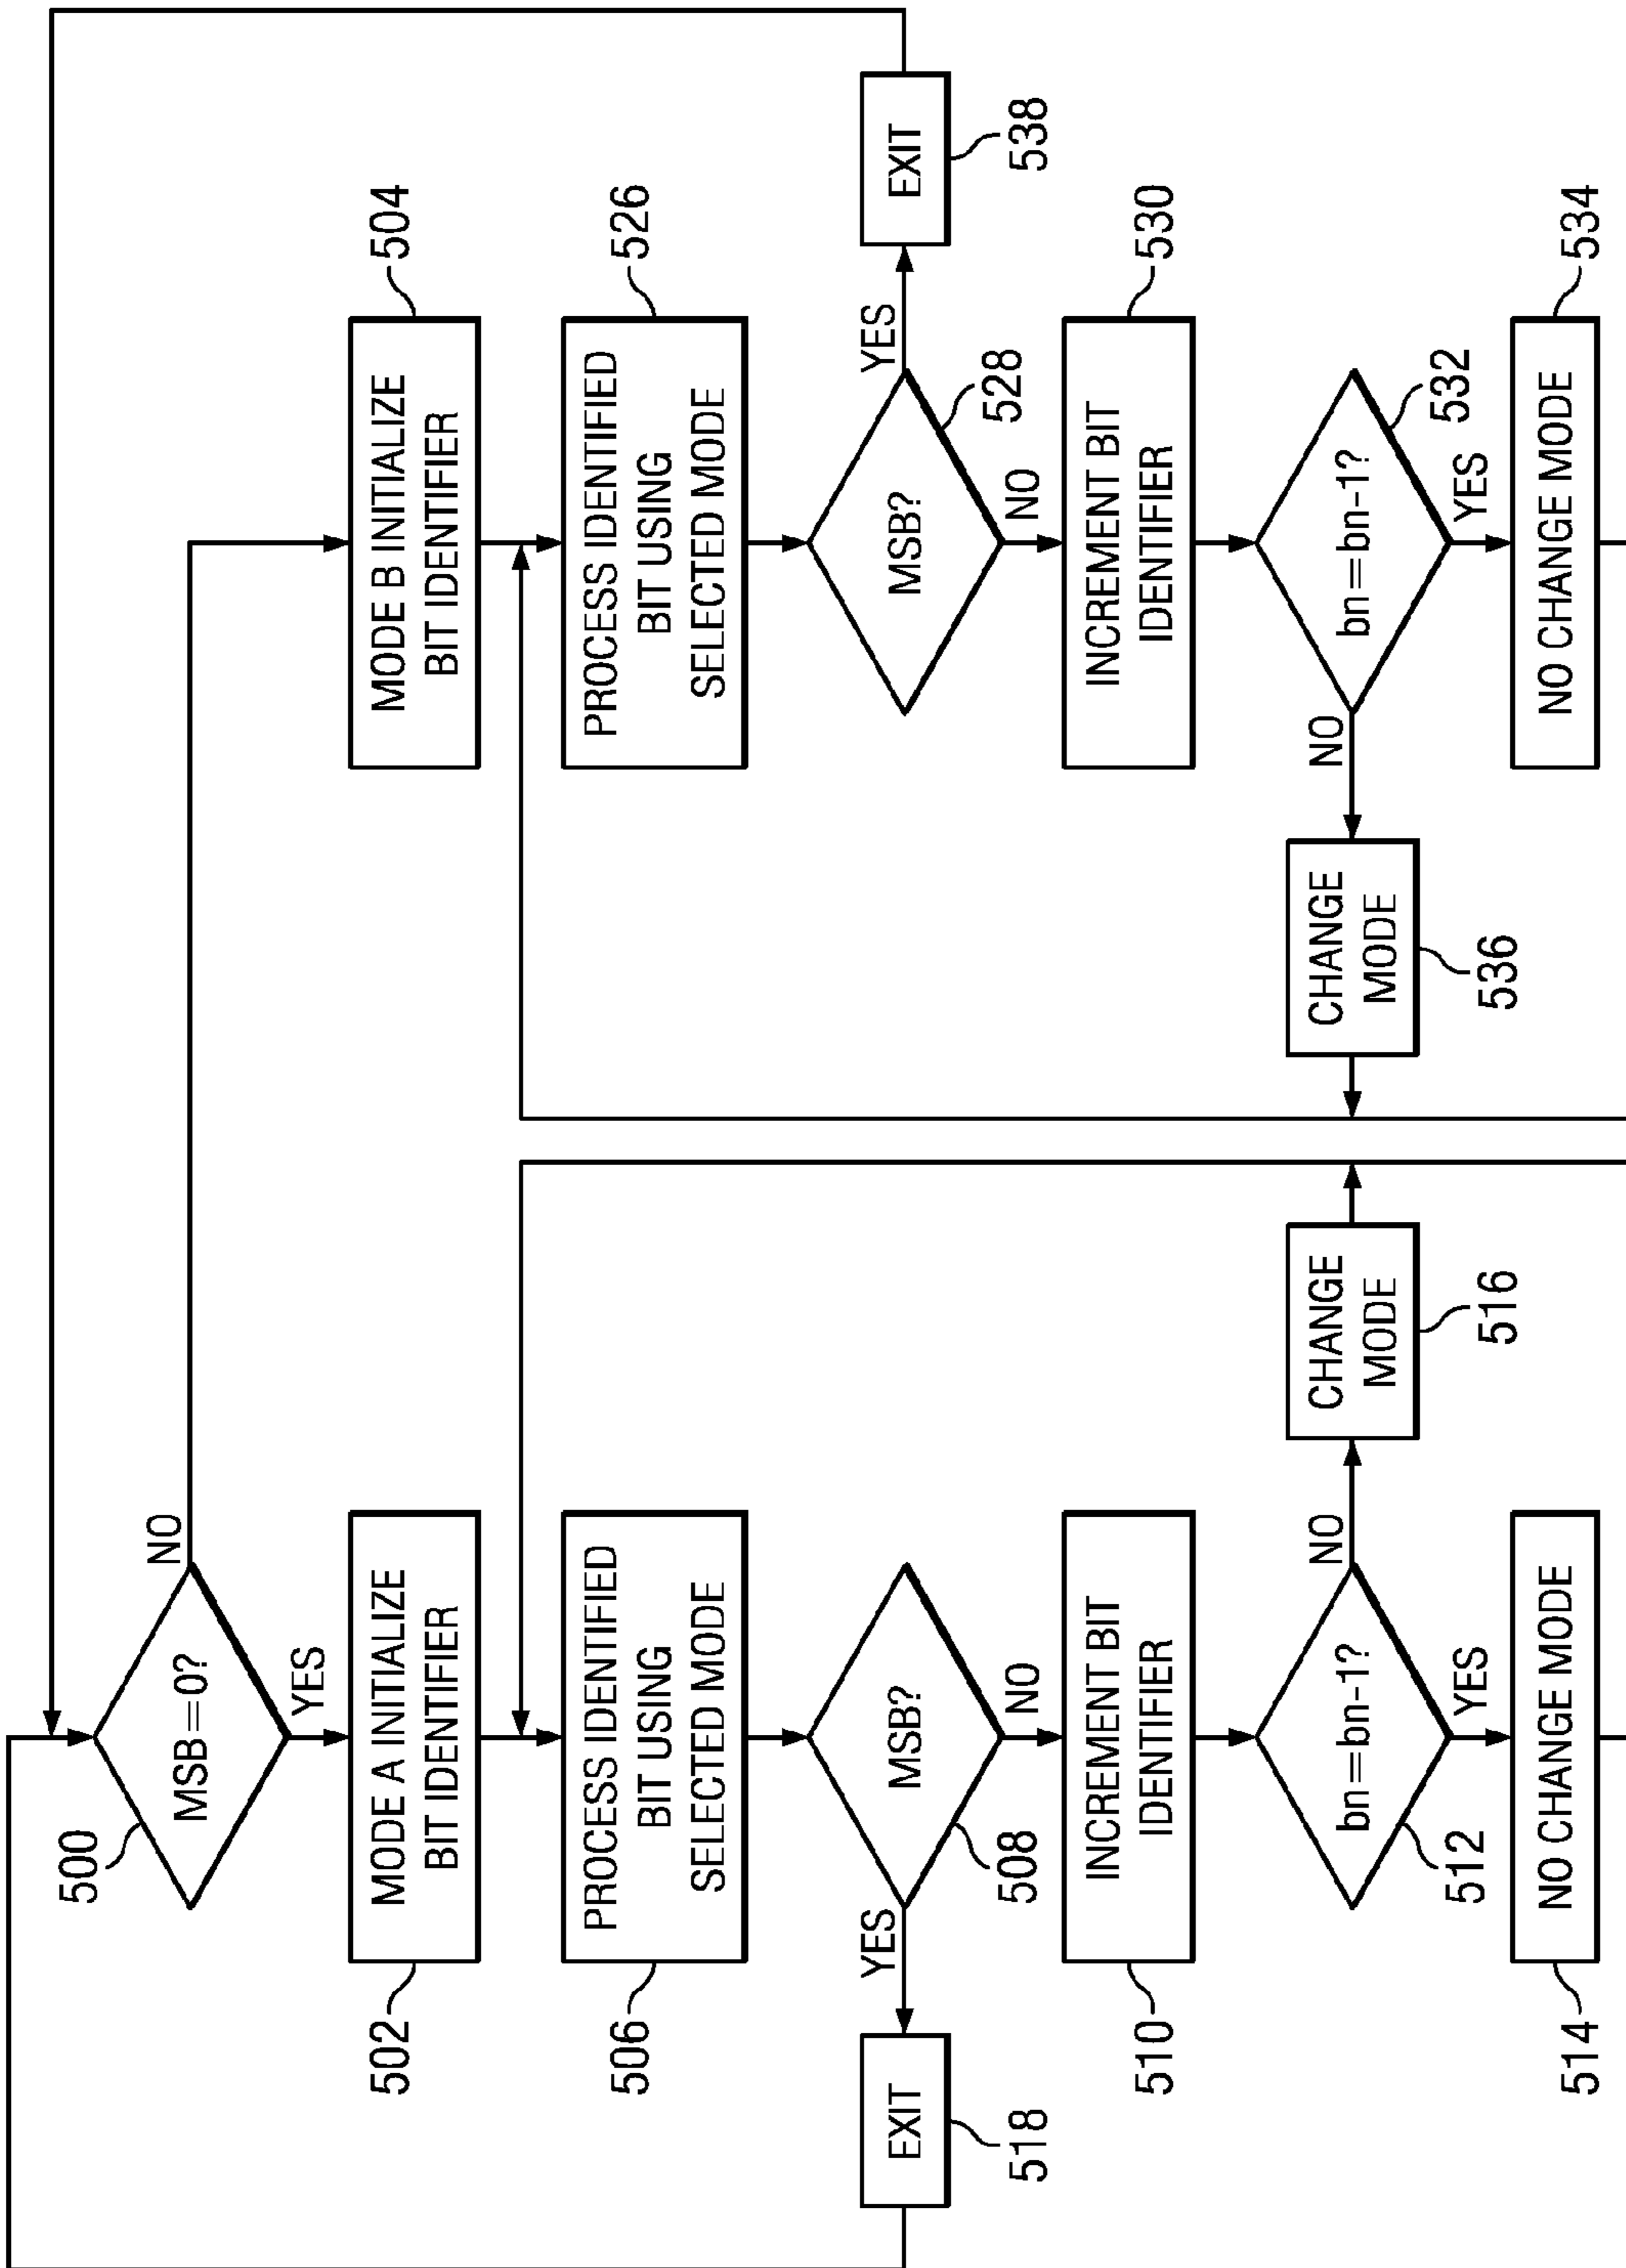 500
MSB=0?
NO
YES
502
MODE A INITIALIZE
BIT IDENTIFIER
MODE B INITIALIZE
BIT IDENTIFIER
504
506
PROCESS IDENTIFIED
BIT USING
SELECTED MODE
PROCESS IDENTIFIED
BIT USING
SELECTED MODE
526
518
EXIT
YES
MSB?
508
NO
MSB?
528
YES
NO
EXIT
538
510
INCREMENT BIT
IDENTIFIER
INCREMENT BIT
IDENTIFIER
530
bn=bn-1?
512
NO
YES
CHANGE
MODE
516
CHANGE
MODE
536
NO
bn=bn-1?
532
YES
514
NO CHANGE MODE
NO CHANGE MODE
534